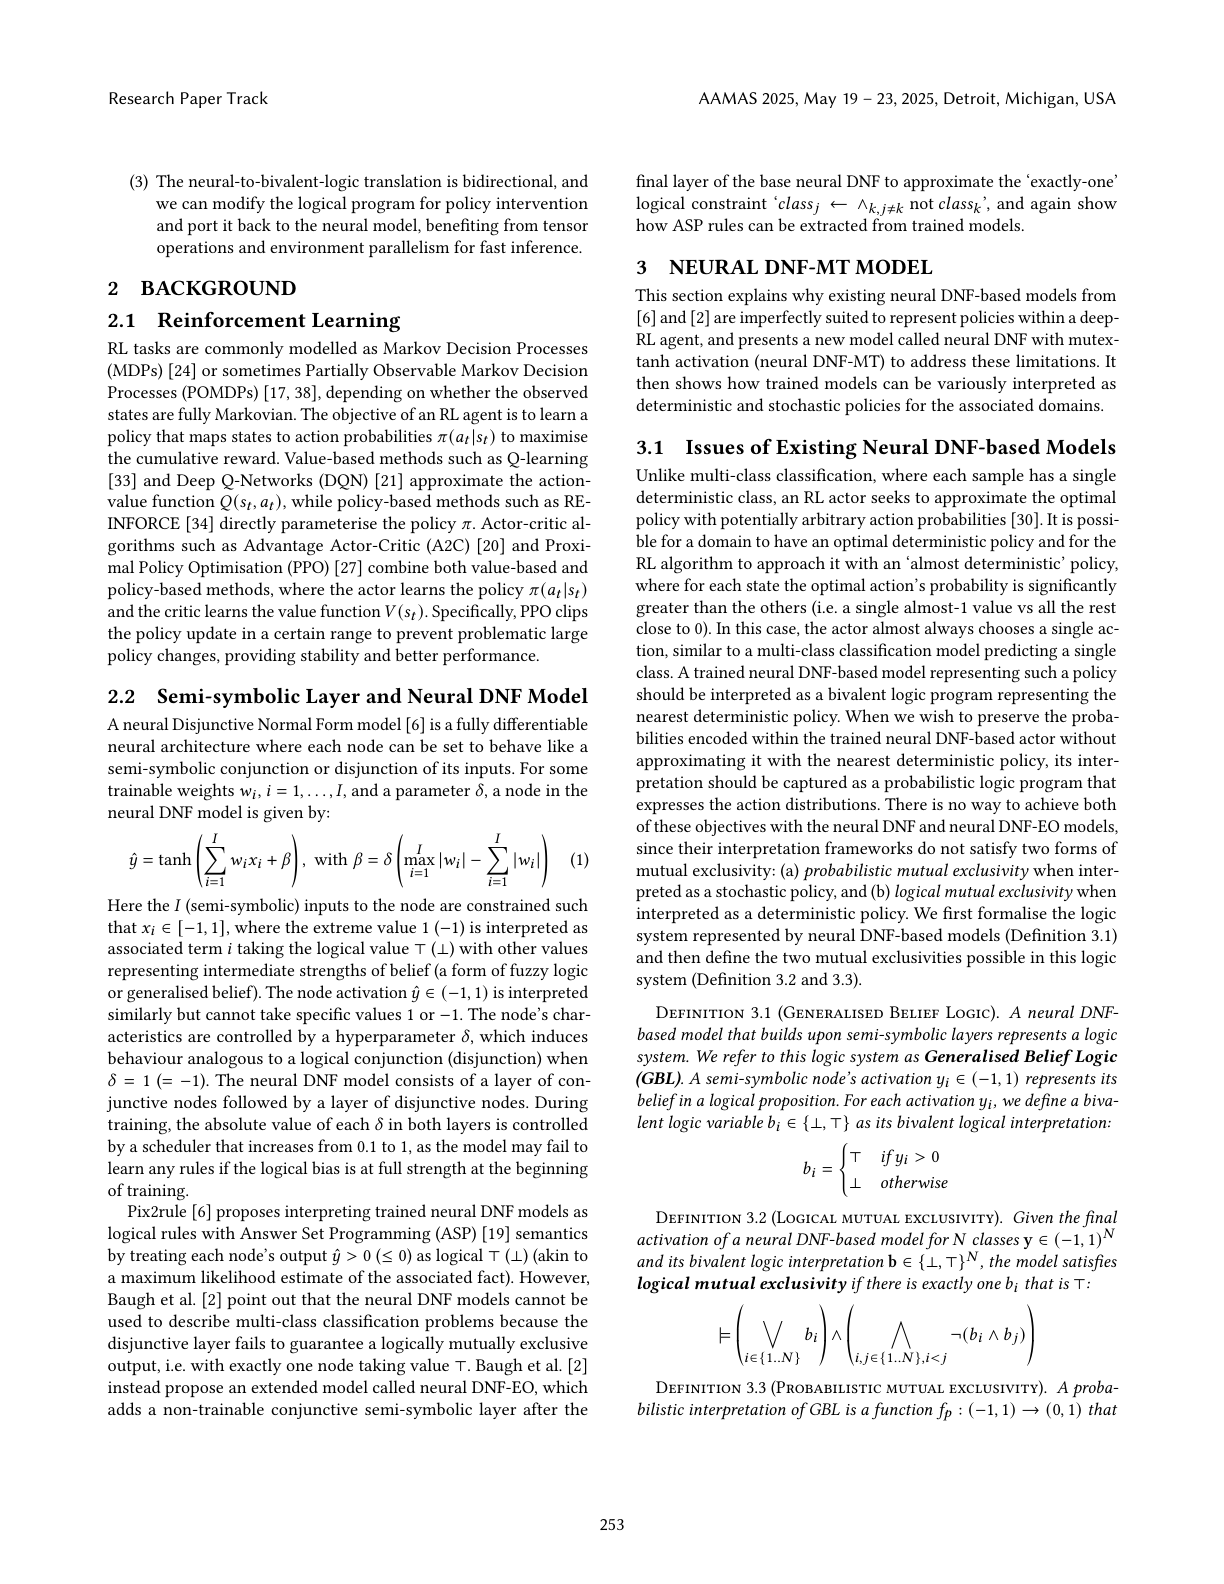 Research Paper Track
AAMAS 2025, May 19 – 23, 2025, Detroit, Michigan, USA
(3) The neural-to-bivalent-logic translation is bidirectional, and
we can modify the logical program for policy intervention
and port it back to the neural model, benefiting from tensor
operations and environment parallelism for fast inference.
2 BACKGROUND
2.1 Reinforcement Learning
RL tasks are commonly modelled as Markov Decision Processes
(MDPs) [24] or sometimes Partially Observable Markov Decision
Processes (POMDPs) [17, 38], depending on whether the observed
states are fully Markovian. The objective of an RL agent is to learn a
policy that maps states to action probabilities π(a_t|s_t) to maximise
the cumulative reward. Value-based methods such as Q-learning
[33] and Deep Q-Networks (DQN) [21] approximate the action-
value function Q(s_t, a_t), while policy-based methods such as RE-
INFORCE [34] directly parameterise the policy π. Actor-critic al-
gorithms such as Advantage Actor-Critic (A2C) [20] and Proxi-
mal Policy Optimisation (PPO) [27] combine both value-based and
policy-based methods, where the actor learns the policy π(a_t|s_t)
and the critic learns the value function V(s_t). Specifically, PPO clips
the policy update in a certain range to prevent problematic large
policy changes, providing stability and better performance.
2.2 Semi-symbolic Layer and Neural DNF Model
A neural Disjunctive Normal Form model [6] is a fully differentiable
neural architecture where each node can be set to behave like a
semi-symbolic conjunction or disjunction of its inputs. For some
trainable weights w_i, i = 1, . . . , I, and a parameter δ, a node in the
neural DNF model is given by:
ŷ = tanh(∑_{i=1}^{I} w_i x_i + β), with β = δ(max_{i=1}^{I} |w_i| − ∑_{i=1}^{I} |w_i|) (1)
Here the I (semi-symbolic) inputs to the node are constrained such
that x_i ∈ [−1, 1], where the extreme value 1 (−1) is interpreted as
associated term i taking the logical value ⊤ (⊥) with other values
representing intermediate strengths of belief (a form of fuzzy logic
or generalised belief). The node activation ŷ ∈ (−1, 1) is interpreted
similarly but cannot take specific values 1 or −1. The node's char-
acteristics are controlled by a hyperparameter δ, which induces
behaviour analogous to a logical conjunction (disjunction) when
δ = 1 (= −1). The neural DNF model consists of a layer of con-
junctive nodes followed by a layer of disjunctive nodes. During
training, the absolute value of each δ in both layers is controlled
by a scheduler that increases from 0.1 to 1, as the model may fail to
learn any rules if the logical bias is at full strength at the beginning
of training.
Pix2rule [6] proposes interpreting trained neural DNF models as
logical rules with Answer Set Programming (ASP) [19] semantics
by treating each node's output ŷ > 0 (≤ 0) as logical ⊤ (⊥) (akin to
a maximum likelihood estimate of the associated fact). However,
Baugh et al. [2] point out that the neural DNF models cannot be
used to describe multi-class classification problems because the
disjunctive layer fails to guarantee a logically mutually exclusive
output, i.e. with exactly one node taking value ⊤. Baugh et al. [2]
instead propose an extended model called neural DNF-EO, which
adds a non-trainable conjunctive semi-symbolic layer after the
final layer of the base neural DNF to approximate the 'exactly-one'
logical constraint 'class_j ← ∧_{k,j≠k} not class_k', and again show
how ASP rules can be extracted from trained models.
3 NEURAL DNF-MT MODEL
This section explains why existing neural DNF-based models from
[6] and [2] are imperfectly suited to represent policies within a deep-
RL agent, and presents a new model called neural DNF with mutex-
tanh activation (neural DNF-MT) to address these limitations. It
then shows how trained models can be variously interpreted as
deterministic and stochastic policies for the associated domains.
3.1 Issues of Existing Neural DNF-based Models
Unlike multi-class classification, where each sample has a single
deterministic class, an RL actor seeks to approximate the optimal
policy with potentially arbitrary action probabilities [30]. It is possi-
ble for a domain to have an optimal deterministic policy and for the
RL algorithm to approach it with an 'almost deterministic' policy,
where for each state the optimal action's probability is significantly
greater than the others (i.e. a single almost-1 value vs all the rest
close to 0). In this case, the actor almost always chooses a single ac-
tion, similar to a multi-class classification model predicting a single
class. A trained neural DNF-based model representing such a policy
should be interpreted as a bivalent logic program representing the
nearest deterministic policy. When we wish to preserve the proba-
bilities encoded within the trained neural DNF-based actor without
approximating it with the nearest deterministic policy, its inter-
pretation should be captured as a probabilistic logic program that
expresses the action distributions. There is no way to achieve both
of these objectives with the neural DNF and neural DNF-EO models,
since their interpretation frameworks do not satisfy two forms of
mutual exclusivity: (a) probabilistic mutual exclusivity when inter-
preted as a stochastic policy, and (b) logical mutual exclusivity when
interpreted as a deterministic policy. We first formalise the logic
system represented by neural DNF-based models (Definition 3.1)
and then define the two mutual exclusivities possible in this logic
system (Definition 3.2 and 3.3).
Definition 3.1 (Generalised Belief Logic). A neural DNF-
based model that builds upon semi-symbolic layers represents a logic
system. We refer to this logic system as Generalised Belief Logic
(GBL). A semi-symbolic node's activation y_i ∈ (−1, 1) represents its
belief in a logical proposition. For each activation y_i, we define a biva-
lent logic variable b_i ∈ {⊥, ⊤} as its bivalent logical interpretation:
b_i = { ⊤ if y_i > 0
⊥ otherwise
Definition 3.2 (Logical mutual exclusivity). Given the final
activation of a neural DNF-based model for N classes y ∈ (−1, 1)^N
and its bivalent logic interpretation b ∈ {⊥, ⊤}^N, the model satisfies
logical mutual exclusivity if there is exactly one b_i that is ⊤:
⊨ (⋁_{i∈{1..N}} b_i) ∧ (⋀_{i,j∈{1..N},i<j} ¬(b_i ∧ b_j))
Definition 3.3 (Probabilistic mutual exclusivity). A proba-
bilistic interpretation of GBL is a function f_p : (−1, 1) → (0, 1) that
253